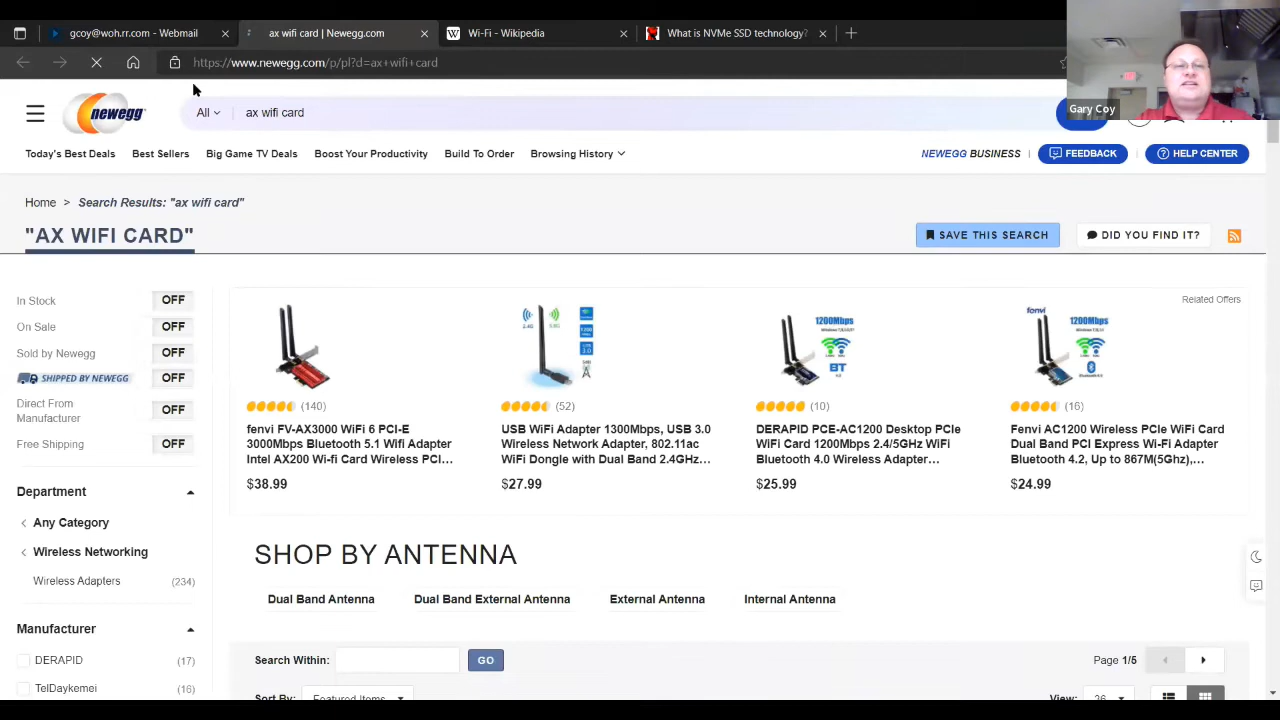 gcoy@woh.rr.com - Webmail
ax wifi card | Newegg.com
Wi-Fi - Wikipedia
What is NVMe SSD technology?
https://www.newegg.com/p/pl?d=ax+wifi+card
Gary Coy
newegg
All
ax wifi card
Today's Best Deals
Best Sellers
Big Game TV Deals
Boost Your Productivity
Build To Order
Browsing History
NEWEGG BUSINESS
FEEDBACK
HELP CENTER
Home > Search Results: "ax wifi card"
"AX WIFI CARD"
SAVE THIS SEARCH
DID YOU FIND IT?
In Stock OFF
On Sale OFF
Sold by Newegg OFF
SHIPPED BY NEWEGG OFF
Direct From
Manufacturer
OFF
Free Shipping OFF
Department
Any Category
Wireless Networking
Wireless Adapters (234)
Manufacturer
DERAPID (17)
TelDaykemei (16)
Related Offers
(140)
fenvi FV-AX3000 WiFi 6 PCI-E
3000Mbps Bluetooth 5.1 Wifi Adapter
Intel AX200 Wi-fi Card Wireless PCI...
$38.99
(52)
USB WiFi Adapter 1300Mbps, USB 3.0
Wireless Network Adapter, 802.11ac
WiFi Dongle with Dual Band 2.4GHz...
$27.99
1200Mbps
BT
(10)
DERAPID PCE-AC1200 Desktop PCIe
WiFi Card 1200Mbps 2.4/5GHz WiFi
Bluetooth 4.0 Wireless Adapter...
$25.99
fenvi
1200Mbps
(16)
Fenvi AC1200 Wireless PCIe WiFi Card
Dual Band PCI Express Wi-Fi Adapter
Bluetooth 4.2, Up to 867M(5Ghz),...
$24.99
SHOP BY ANTENNA
Dual Band Antenna
Dual Band External Antenna
External Antenna
Internal Antenna
Search Within:
GO
Page 1/5
Sort By: Featured Items
View: 36